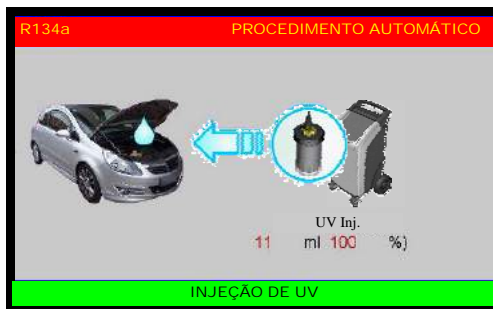 R134a PROCEDIMENTO AUTOMÁTICO
UV Inj.
11 ml 100 %)
INJEÇÃO DE UV